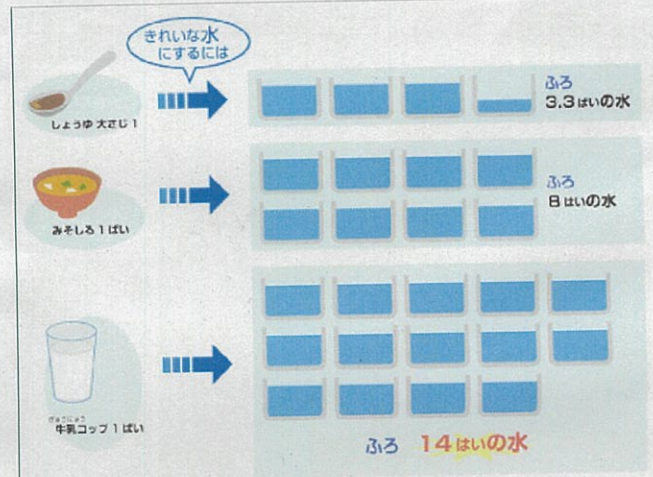 きれいな水
にするには
しょうゆ 大さじ 1
ふろ
3.3 はいの水
みそしる 1 ぱい
ふろ
8 はいの水
ぎゅうにゅう
牛乳コップ 1 ぱい
ふろ 14 はいの水